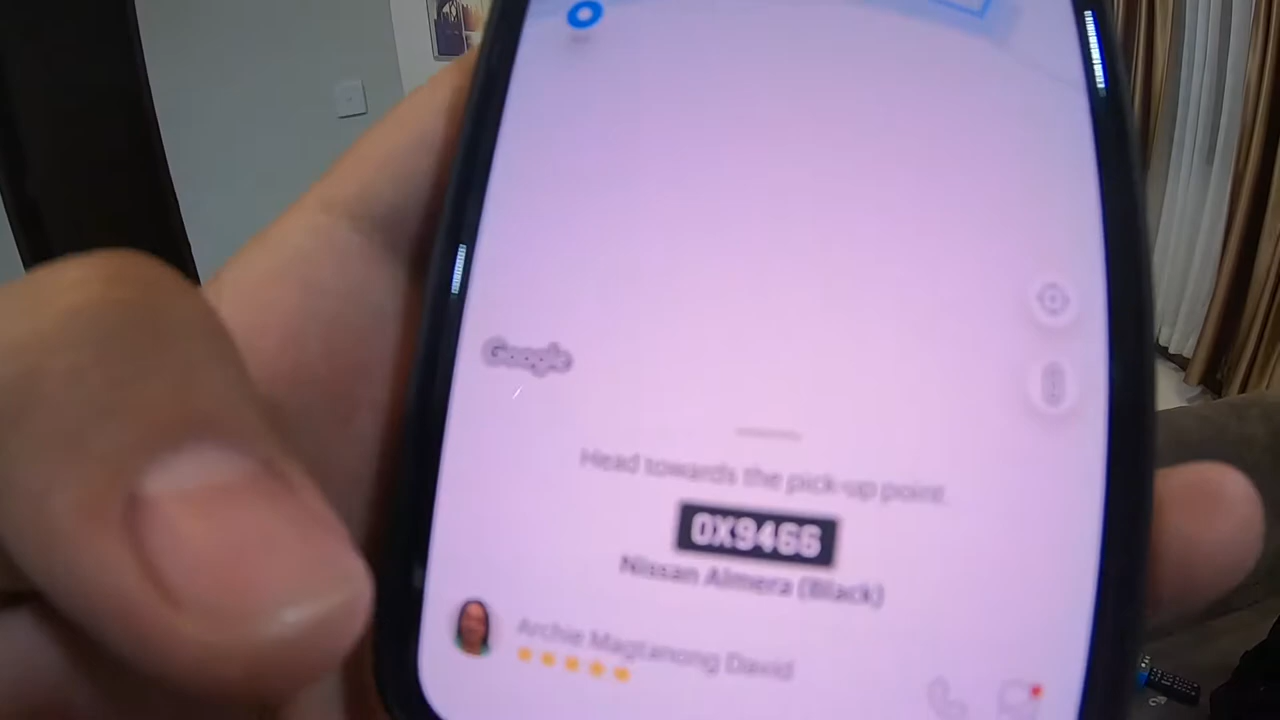 Google
Head towards the pick-up point.
0X9466
Nissan Almera (Black)
Archie Magtanong David